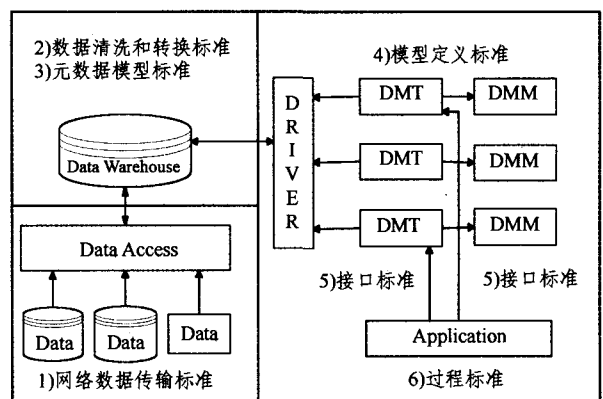 2)数据清洗和转换标准
3)元数据模型标准
Data Warehouse
Data Access
Data
Data
Data
1)网络数据传输标准
4)模型定义标准
DRIVER
DMT
DMM
DMT
DMM
DMT
DMM
5)接口标准
5)接口标准
Application
6)过程标准